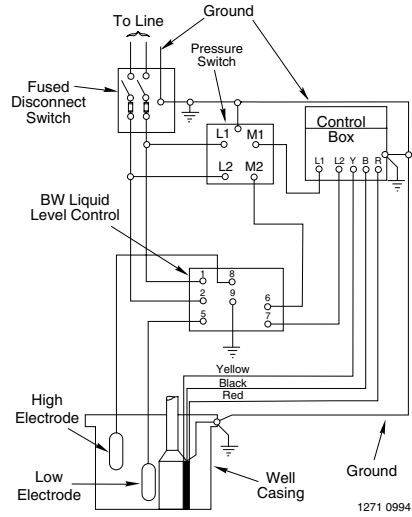 To Line
Ground
Pressure
Switch
Fused
Disconnect
Switch
Control
Box
L1
M1
L2
M2
L1
L2
Y
B
R
BW Liquid
Level Control
1
8
2
9
6
5
7
Yellow
Black
Red
High
Electrode
Low
Electrode
Well
Casing
Ground
1271 0994